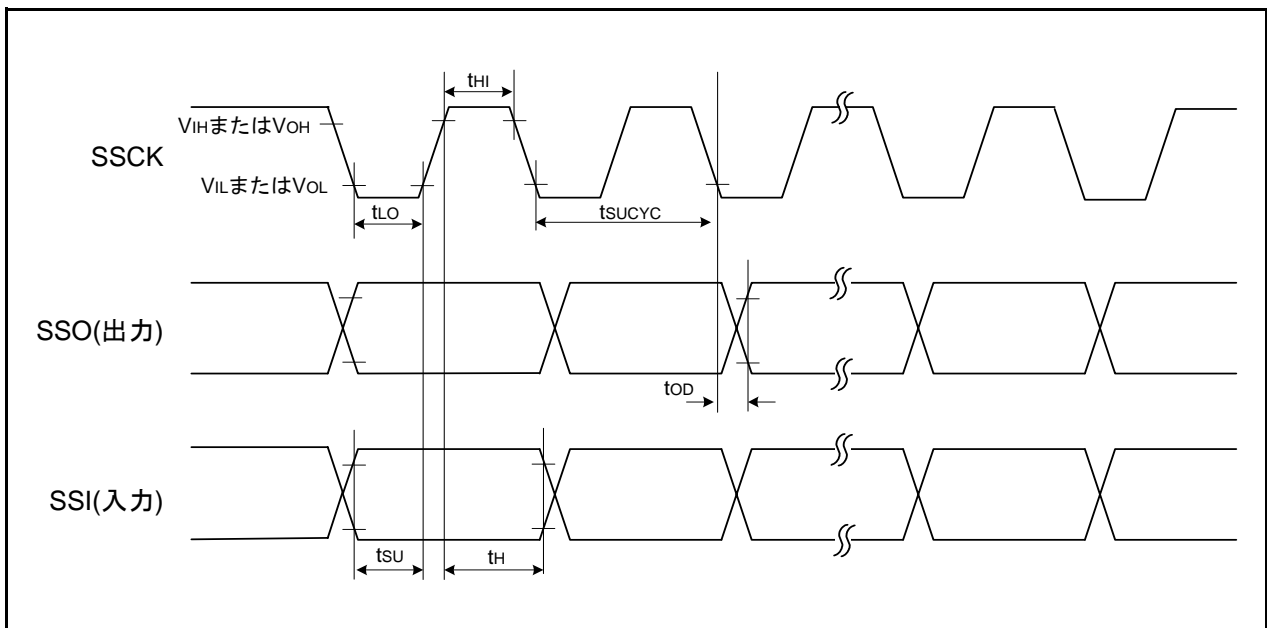 tHI
VIHまたはVOH
SSCK
VILまたはVOL
tLO
tSUCYC
SSO(出力)
tOD
SSI(入力)
tSU
tH